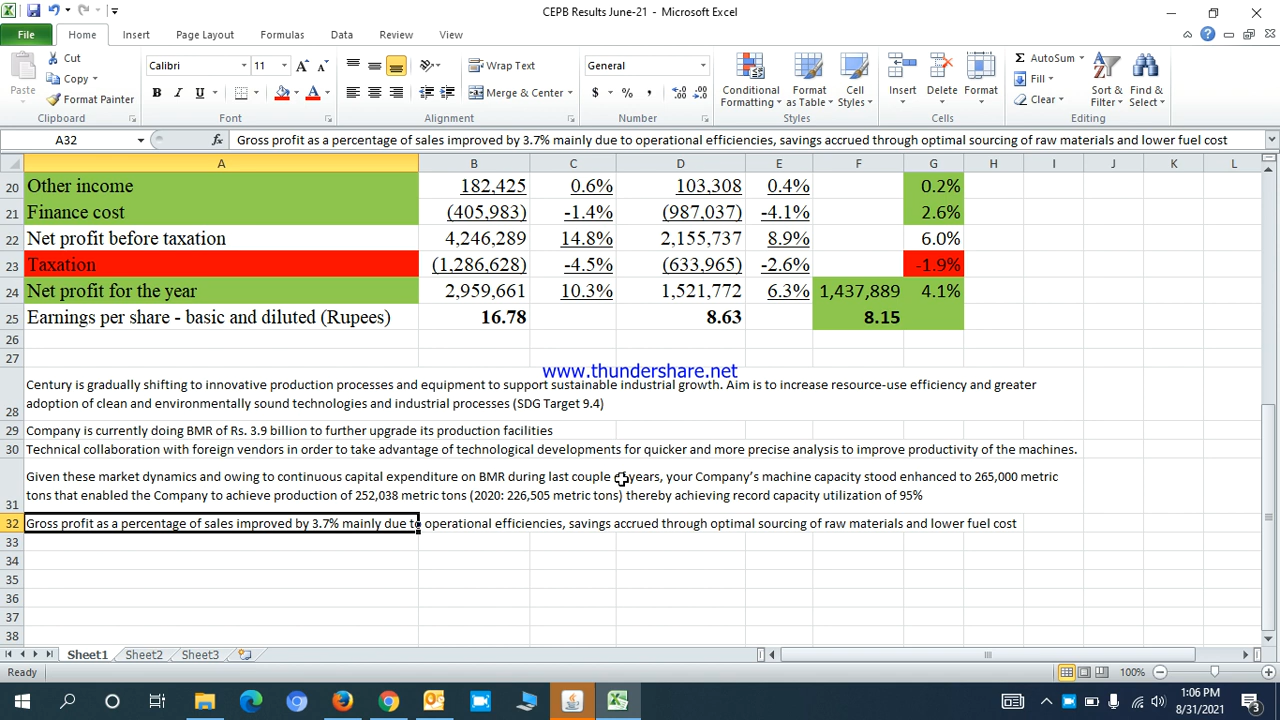 CEPB Results June-21 - Microsoft Excel
File Home Insert Page Layout Formulas Data Review View
Paste
Cut
Copy
Format Painter
Clipboard
Calibri 11
B I U
Font
Wrap Text
Merge & Center
Alignment
General
$ % ,
Number
Conditional Formatting
Format as Table
Cell Styles
Styles
Insert Delete Format
Cells
Σ AutoSum
Fill
Clear
Sort & Filter
Find & Select
Editing
A32 fx Gross profit as a percentage of sales improved by 3.7% mainly due to operational efficiencies, savings accrued through optimal sourcing of raw materials and lower fuel cost
A B C D E F G H I J K L
20 Other income 182,425 0.6% 103,308 0.4% 0.2%
21 Finance cost (405,983) -1.4% (987,037) -4.1% 2.6%
22 Net profit before taxation 4,246,289 14.8% 2,155,737 8.9% 6.0%
23 Taxation (1,286,628) -4.5% (633,965) -2.6% -1.9%
24 Net profit for the year 2,959,661 10.3% 1,521,772 6.3% 1,437,889 4.1%
25 Earnings per share - basic and diluted (Rupees) 16.78 8.63 8.15
26
27
www.thundershare.net
Century is gradually shifting to innovative production processes and equipment to support sustainable industrial growth. Aim is to increase resource-use efficiency and greater
28 adoption of clean and environmentally sound technologies and industrial processes (SDG Target 9.4)
29 Company is currently doing BMR of Rs. 3.9 billion to further upgrade its production facilities
30 Technical collaboration with foreign vendors in order to take advantage of technological developments for quicker and more precise analysis to improve productivity of the machines.
Given these market dynamics and owing to continuous capital expenditure on BMR during last couple of years, your Company's machine capacity stood enhanced to 265,000 metric
31 tons that enabled the Company to achieve production of 252,038 metric tons (2020: 226,505 metric tons) thereby achieving record capacity utilization of 95%
32 Gross profit as a percentage of sales improved by 3.7% mainly due to operational efficiencies, savings accrued through optimal sourcing of raw materials and lower fuel cost
33
34
35
36
37
38
Sheet1 Sheet2 Sheet3
Ready 100%
1:06 PM
8/31/2021
3